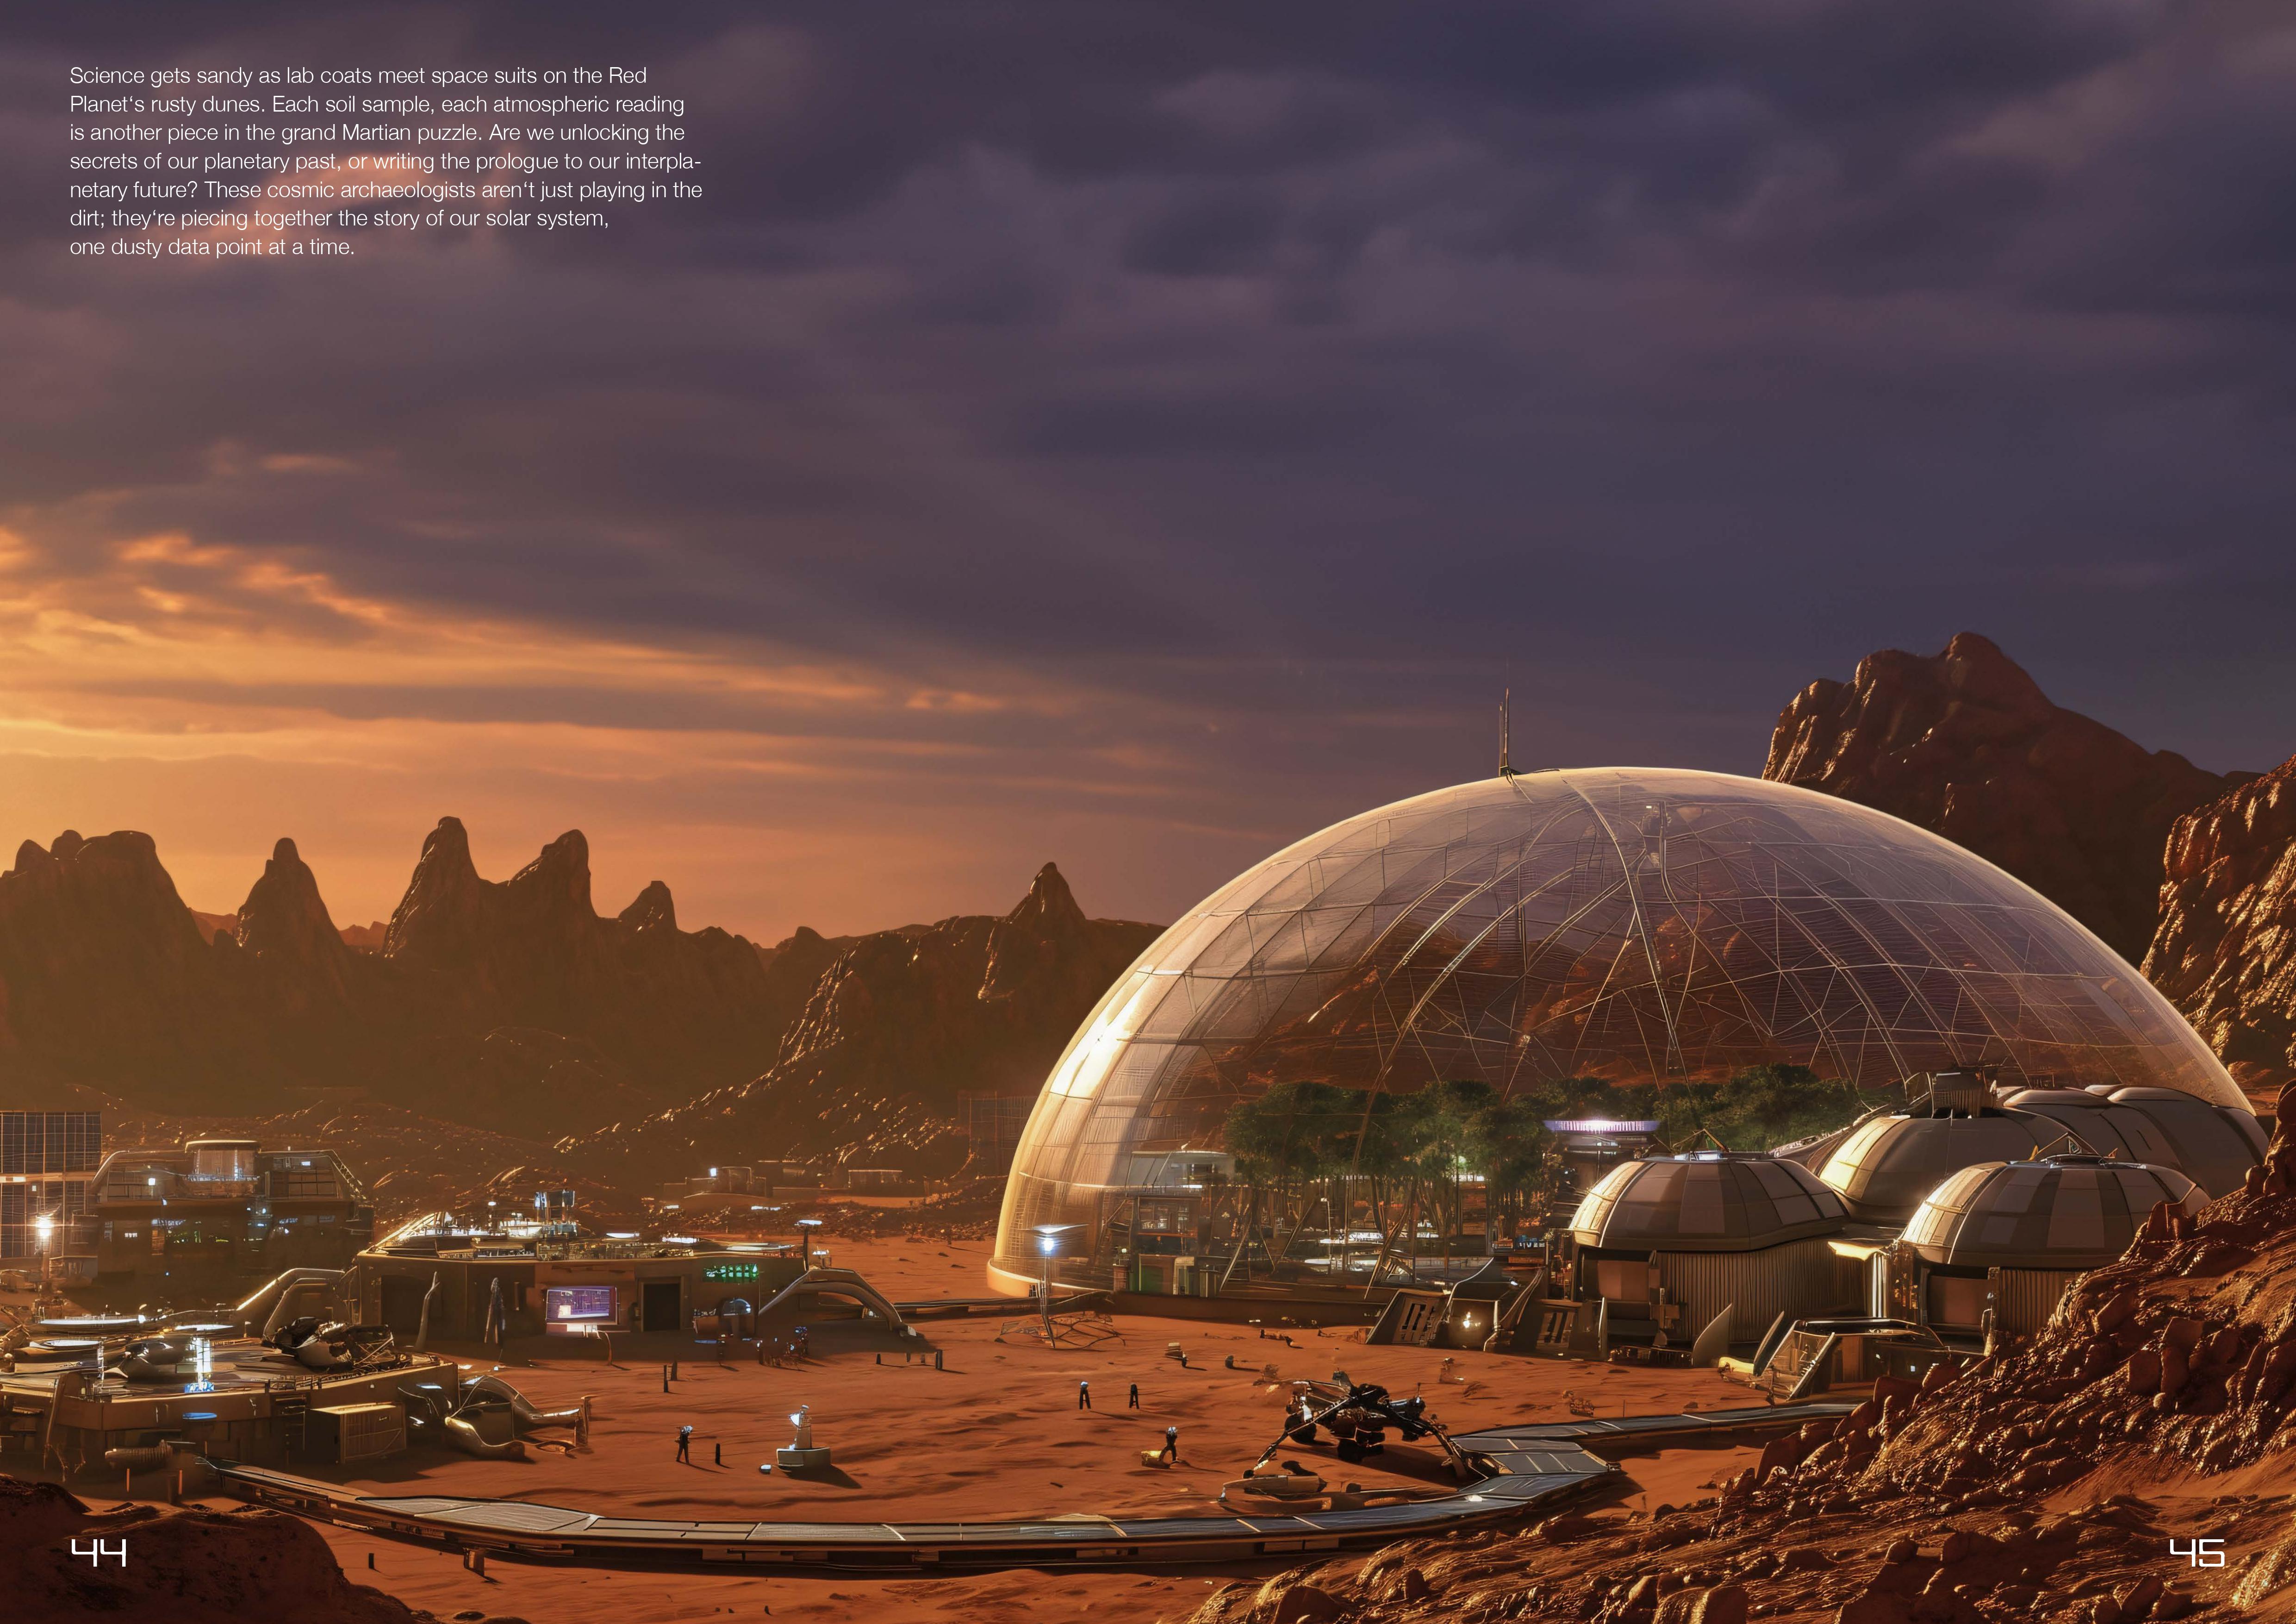 Science gets sandy as lab coats meet space suits on the Red
Planet‘s rusty dunes. Each soil sample, each atmospheric reading
is another piece in the grand Martian puzzle. Are we unlocking the
secrets of our planetary past, or writing the prologue to our interpla-
netary future? These cosmic archaeologists aren‘t just playing in the
dirt; they‘re piecing together the story of our solar system,
one dusty data point at a time.
44
45